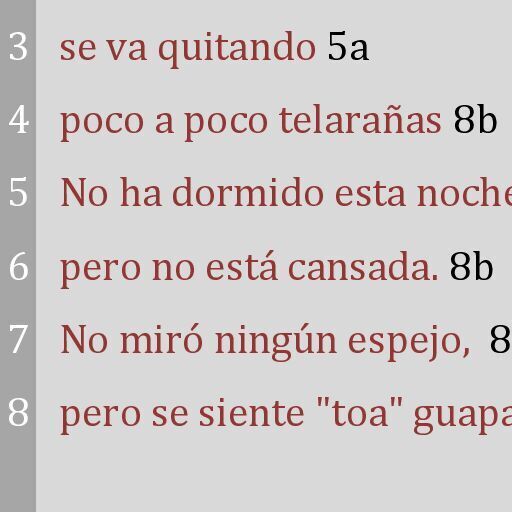 3 se va quitando 5a
4 poco a poco telarañas 8b
5 No ha dormido esta noche
6 pero no está cansada. 8b
7 No miró ningún espejo, 8
8 pero se siente "toa" guapa